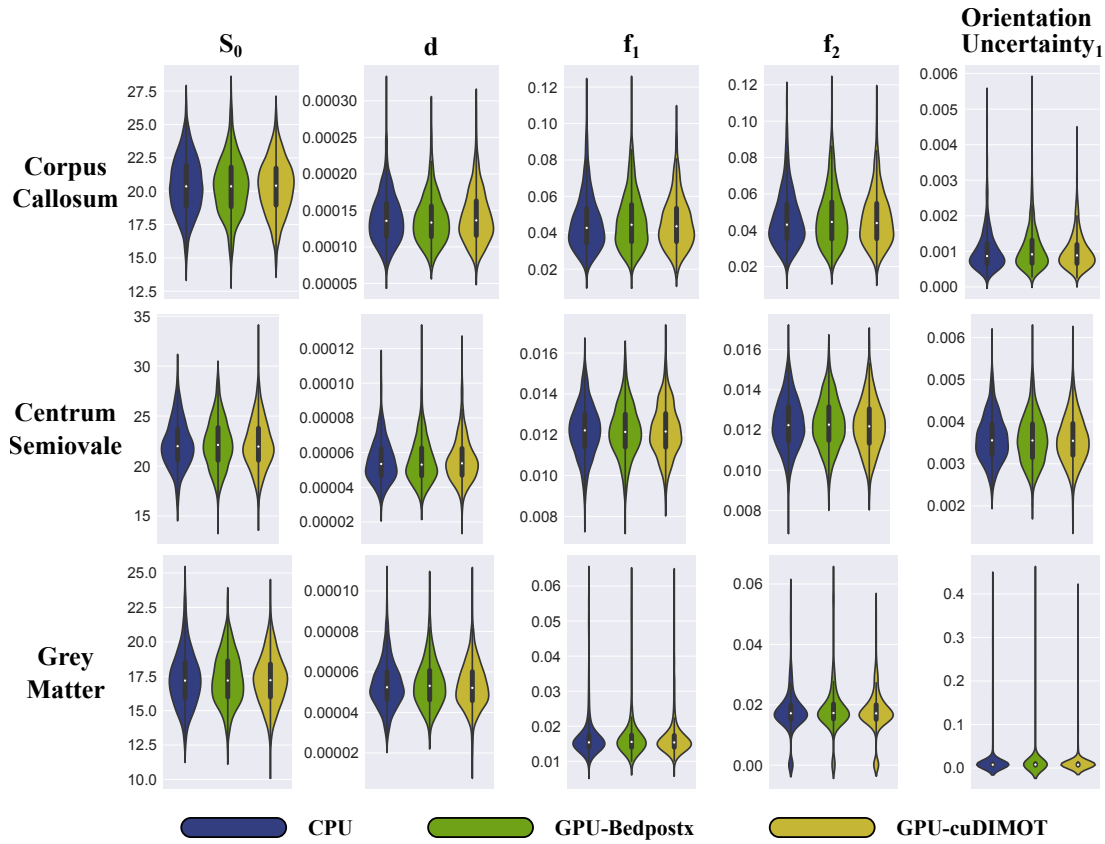 S₀ d f₁ f₂ Orientation Uncertainty₁
Corpus Callosum
27.5 25.0 22.5 20.0 17.5 15.0 12.5
0.00030 0.00025 0.00020 0.00015 0.00010 0.00005
0.12 0.10 0.08 0.06 0.04 0.02
0.12 0.10 0.08 0.06 0.04 0.02
0.006 0.005 0.004 0.003 0.002 0.001 0.000
Centrum Semiovale
35 30 25 20 15
0.00012 0.00010 0.00008 0.00006 0.00004 0.00002
0.016 0.014 0.012 0.010 0.008
0.016 0.014 0.012 0.010 0.008
0.006 0.005 0.004 0.003 0.002
Grey Matter
25.0 22.5 20.0 17.5 15.0 12.5 10.0
0.00010 0.00008 0.00006 0.00004 0.00002
0.06 0.05 0.04 0.03 0.02 0.01
0.06 0.04 0.02 0.00
0.4 0.3 0.2 0.1 0.0
CPU GPU-Bedpostx GPU-cuDIMOT